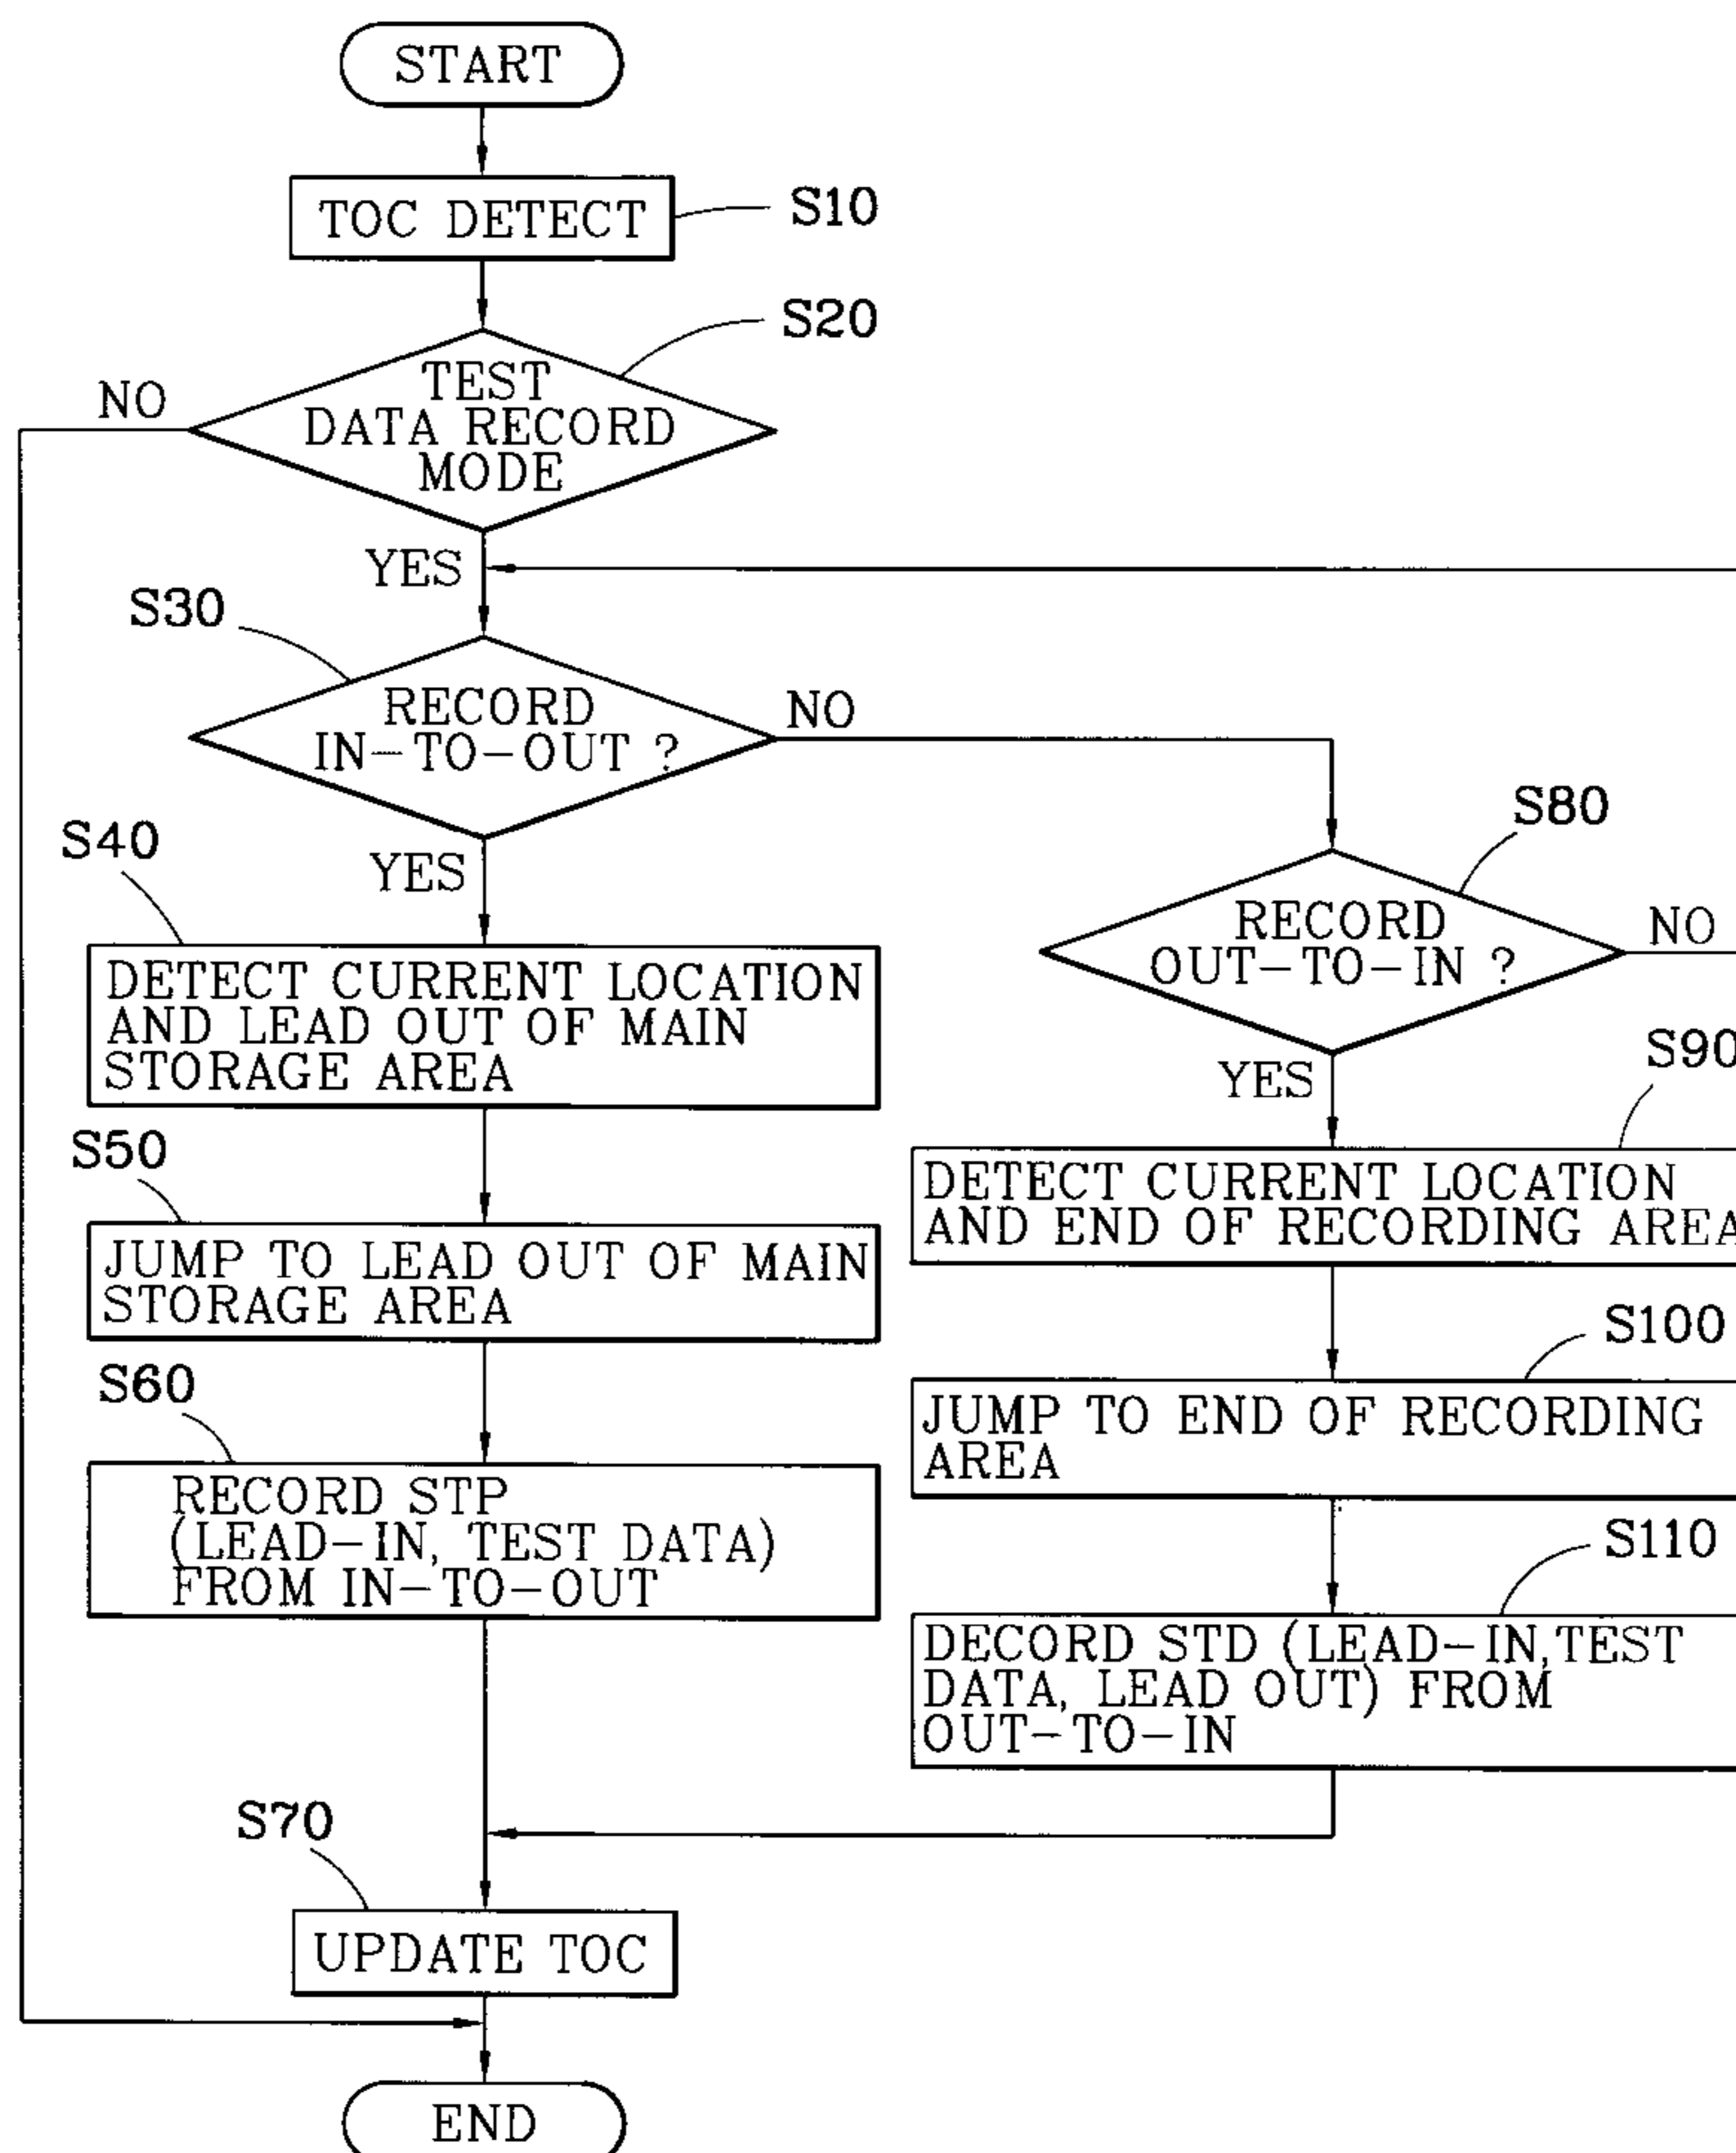 START
TOC DETECT
S10
S20
TEST
DATA RECORD
MODE
NO
YES
S30
RECORD
IN-TO-OUT ?
NO
YES
S40
DETECT CURRENT LOCATION
AND LEAD OUT OF MAIN
STORAGE AREA
S50
JUMP TO LEAD OUT OF MAIN
STORAGE AREA
S60
RECORD STP
(LEAD-IN, TEST DATA)
FROM IN-TO-OUT
S80
RECORD
OUT-TO-IN ?
NO
YES
S90
DETECT CURRENT LOCATION
AND END OF RECORDING AREA
S100
JUMP TO END OF RECORDING
AREA
S110
DECORD STD (LEAD-IN,TEST
DATA, LEAD OUT) FROM
OUT-TO-IN
S70
UPDATE TOC
END